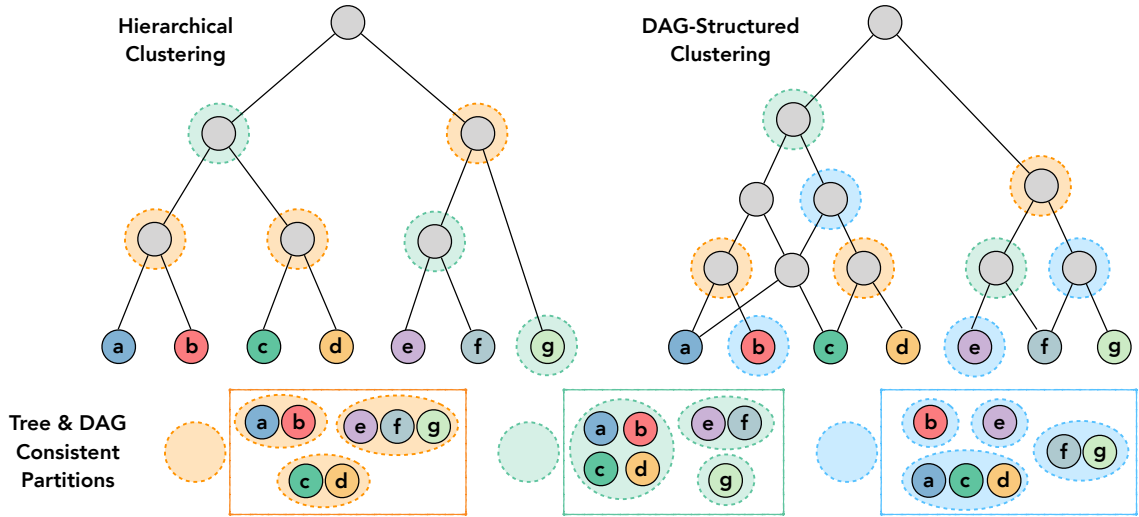 Hierarchical
Clustering
DAG-Structured
Clustering
a b c d e f g
a b c d e f g
Tree & DAG
Consistent
Partitions
a b
e f g
c d
a b
c d
e f
g
b
e
f g
a c d